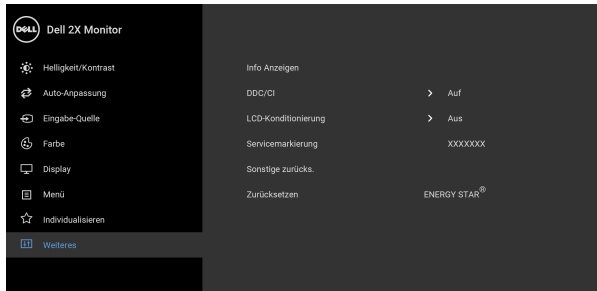 DELL Dell 2X Monitor
Helligkeit/Kontrast
Auto-Anpassung
Eingabe-Quelle
Farbe
Display
Menü
Individualisieren
Weiteres
Info Anzeigen
DDC/CI > Auf
LCD-Konditionierung > Aus
Servicemarkierung XXXXXXX
Sonstige zurücks.
Zurücksetzen ENERGY STAR®